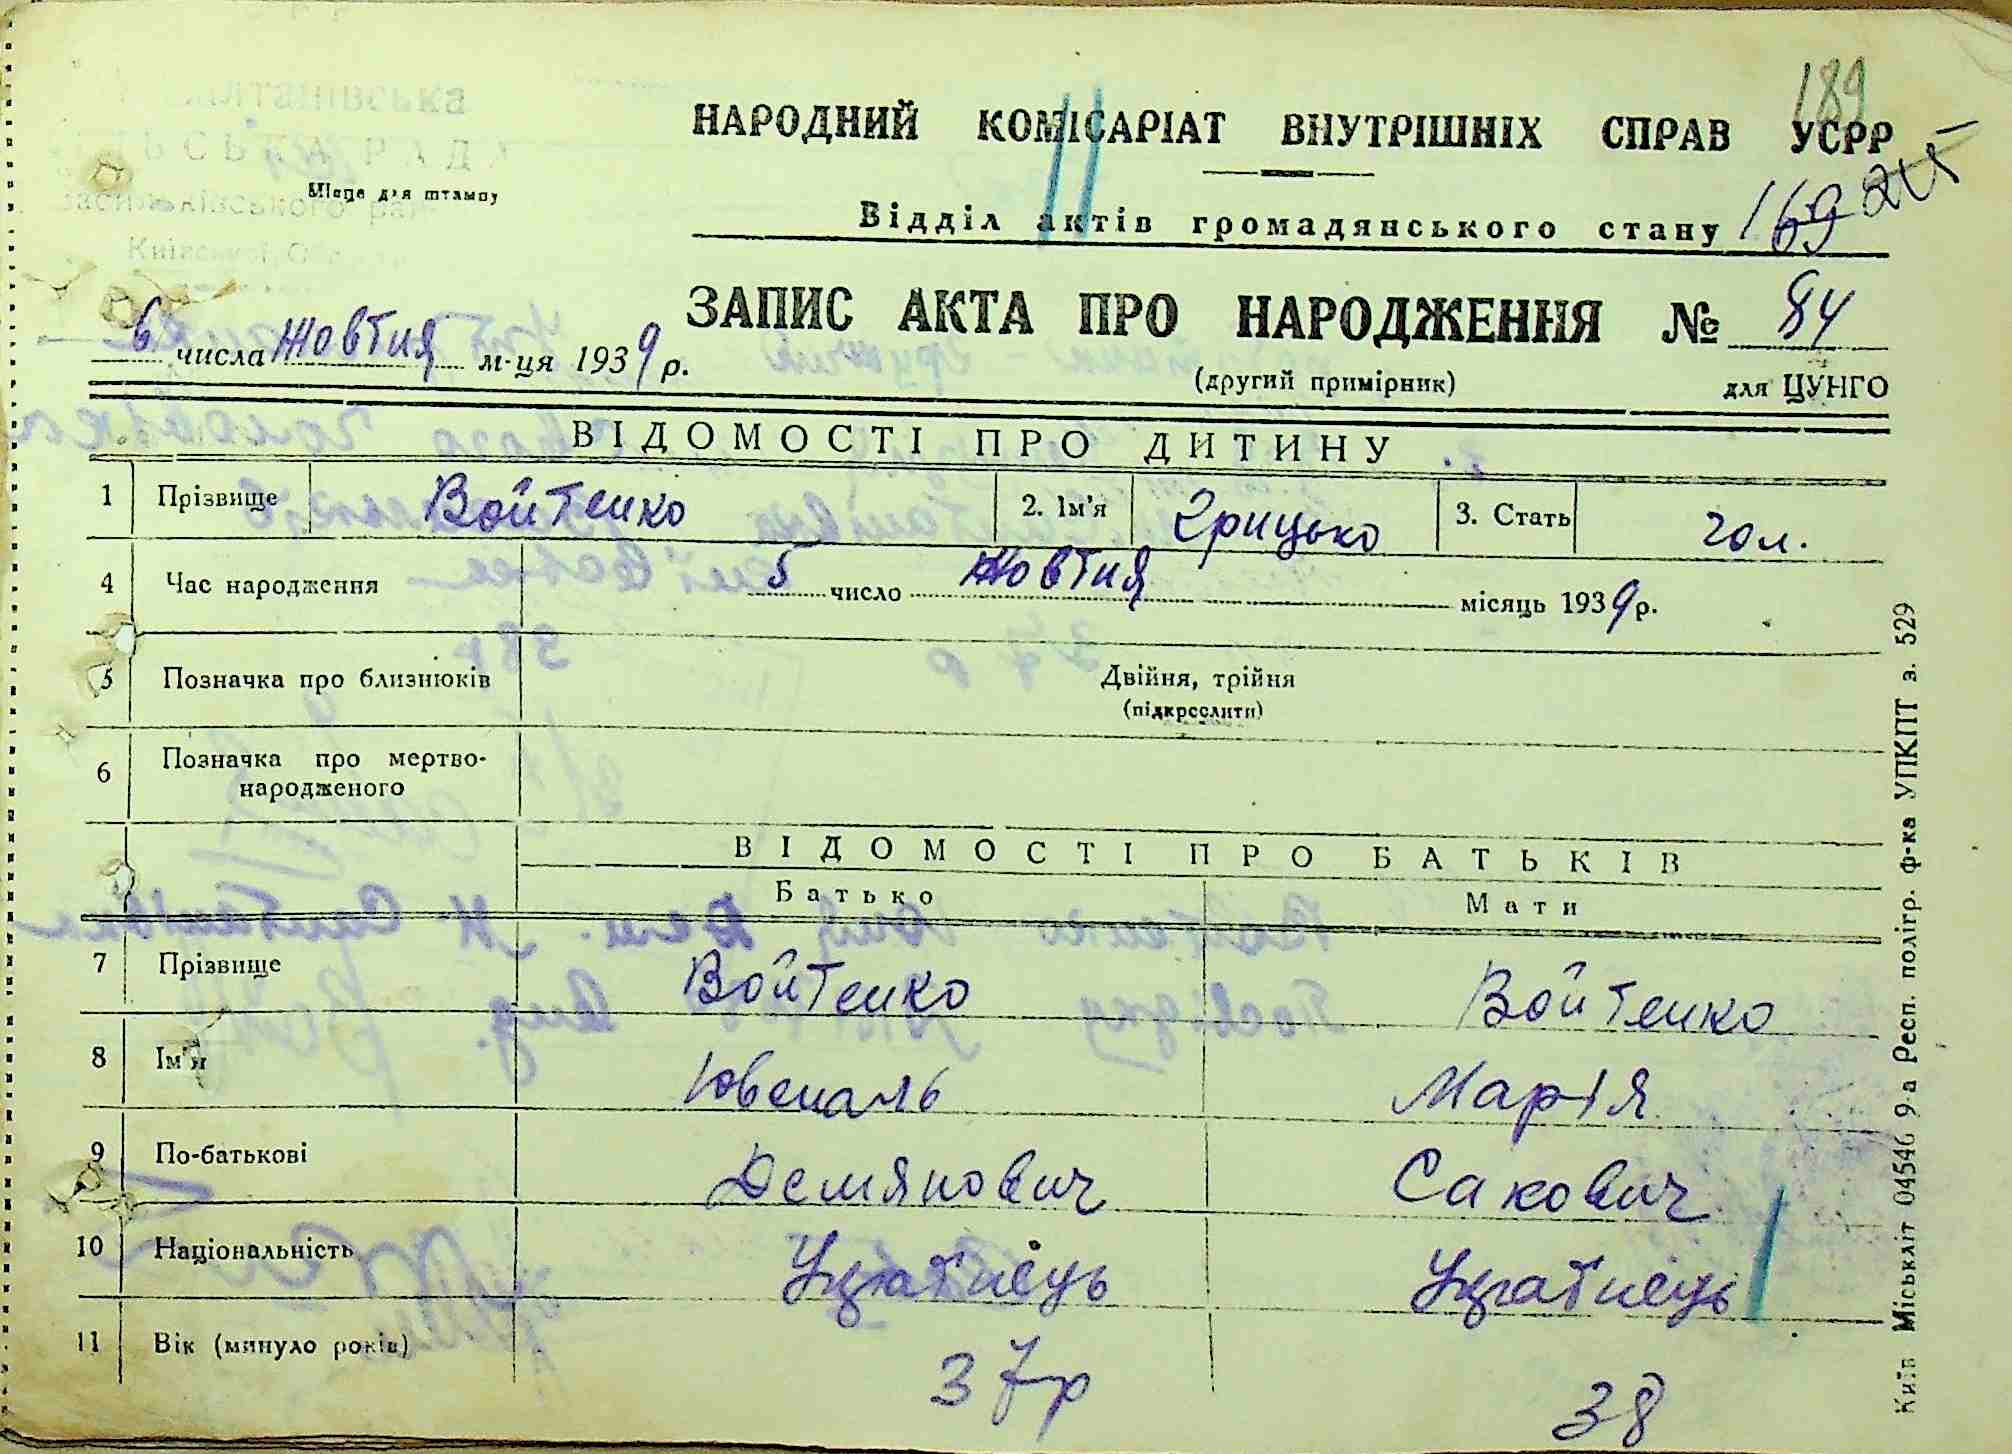 189
НАРОДНИЙ КОМІСАРІАТ ВНУТРІШНІХ СПРАВ УСРР
Місце для штампу
Відділ актів громадянського стану 169
ЗАПИС АКТА ПРО НАРОДЖЕННЯ № 84
6 числа Жовтня м-ця 1939 р.
(другий примірник) для ЦУНГО
ВІДОМОСТІ ПРО ДИТИНУ
1 Прізвище Войтенко 2. Ім'я Грицько 3. Стать чол.
4 Час народження 5 число Жовтня місяць 1939 р.
5 Позначка про близнюків Двійня, трійня
(підкреслити)
6 Позначка про мертво-
народженого
ВІДОМОСТІ ПРО БАТЬКІВ
Батько Мати
7 Прізвище Войтенко Войтенко
8 Ім'я Ювеналь Марія
9 По-батькові Демянович Сакович
10 Національність
11 Вік (минуло років) 37р 38
Київ Міськліт 04546 9-а Респ. полігр. ф-ка УПКПТ з. 529